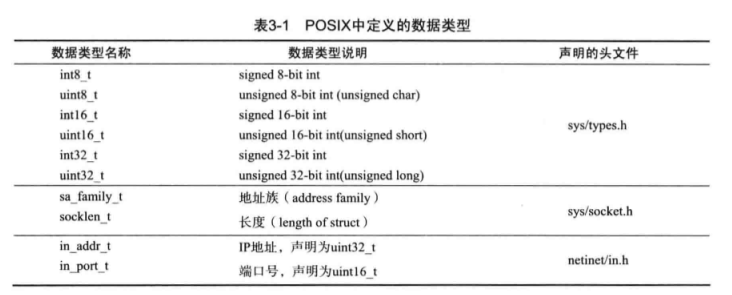 表3-1 POSIX中定义的数据类型
数据类型名称 数据类型说明 声明的头文件
int8_t signed 8-bit int
uint8_t unsigned 8-bit int (unsigned char)
int16_t signed 16-bit int
uint16_t unsigned 16-bit int(unsigned short)
sys/types.h
int32_t signed 32-bit int
uint32_t unsigned 32-bit int(unsigned long)
sa_family_t 地址族（address family）
socklen_t 长度（length of struct）
sys/socket.h
in_addr_t IP地址，声明为uint32_t
in_port_t 端口号，声明为uint16_t
netinet/in.h